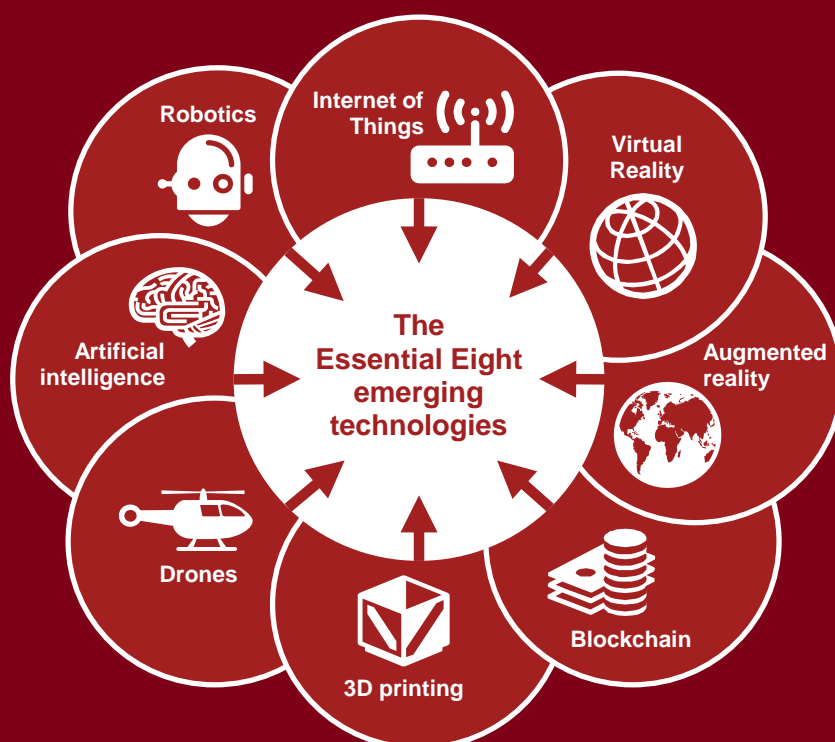 Robotics
Internet of
Things
Virtual
Reality
Augmented
reality
Blockchain
3D printing
Drones
Artificial
intelligence
The
Essential Eight
emerging
technologies